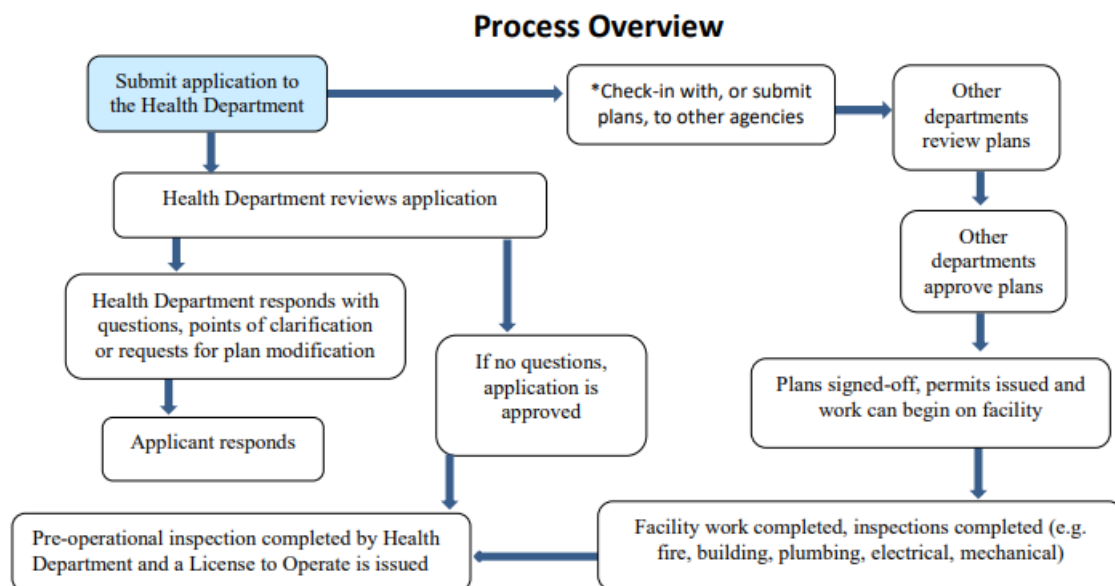 Process Overview
Submit application to
the Health Department
*Check-in with, or submit
plans, to other agencies
Other
departments
review plans
Health Department reviews application
Other
departments
approve plans
Health Department responds with
questions, points of clarification
or requests for plan modification
If no questions,
application is
approved
Plans signed-off, permits issued and
work can begin on facility
Applicant responds
Pre-operational inspection completed by Health
Department and a License to Operate is issued
Facility work completed, inspections completed (e.g.
fire, building, plumbing, electrical, mechanical)